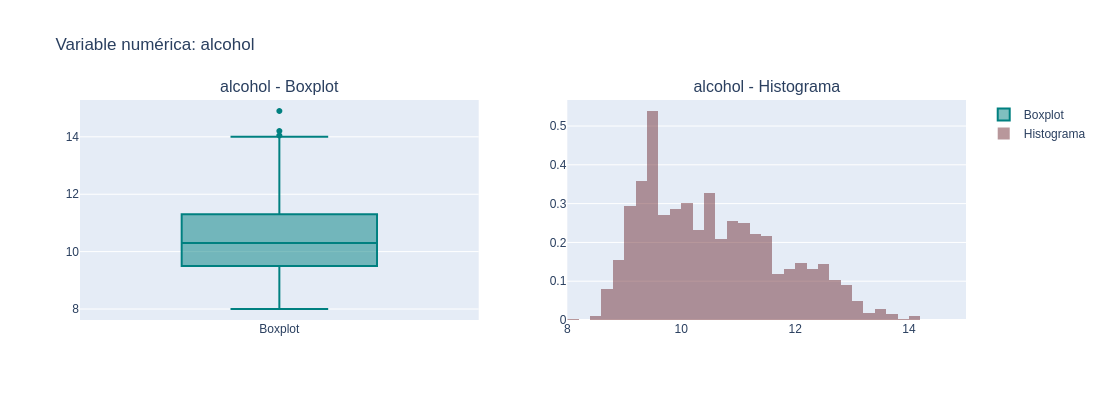 Variable numérica: alcohol
alcohol - Boxplot
14
12
10
8
Boxplot
alcohol - Histograma
0.5
0.4
0.3
0.2
0.1
0
8
10
12
14
Boxplot
Histograma